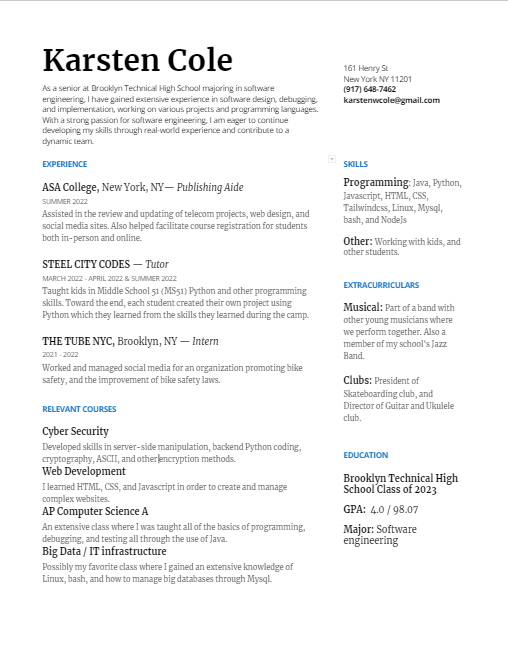 Karsten Cole
As a senior at Brooklyn Technical High School majoring in software
engineering, I have gained extensive experience in software design, debugging,
and implementation, working on various projects and programming languages.
With a strong passion for software engineering, I am eager to continue
developing my skills through real-world experience and contribute to a
dynamic team.
161 Henry St
New York NY 11201
(917) 648-7462
karstenwcole@gmail.com
EXPERIENCE
ASA College, New York, NY— Publishing Aide
SUMMER 2022
Assisted in the review and updating of telecom projects, web design, and
social media sites. Also helped facilitate course registration for students
both in-person and online.
STEEL CITY CODES — Tutor
MARCH 2022 - APRIL 2022 & SUMMER 2022
Taught kids in Middle School 51 (MS51) Python and other programming
skills. Toward the end, each student created their own project using
Python which they learned from the skills they learned during the camp.
THE TUBE NYC, Brooklyn, NY — Intern
2021 - 2022
Worked and managed social media for an organization promoting bike
safety, and the improvement of bike safety laws.
RELEVANT COURSES
Cyber Security
Developed skills in server-side manipulation, backend Python coding,
cryptography, ASCII, and other encryption methods.
Web Development
I learned HTML, CSS, and Javascript in order to create and manage
complex websites.
AP Computer Science A
An extensive class where I was taught all of the basics of programming,
debugging, and testing all through the use of Java.
Big Data / IT infrastructure
Possibly my favorite class where I gained an extensive knowledge of
Linux, bash, and how to manage big databases through Mysql.
SKILLS
Programming: Java, Python,
Javascript, HTML, CSS,
Tailwindcss, Linux, Mysql,
bash, and NodeJs
Other: Working with kids, and
other students.
EXTRACURRICULARS
Musical: Part of a band with
other young musicians where
we perform together. Also a
member of my school's Jazz
Band.
Clubs: President of
Skateboarding club, and
Director of Guitar and Ukulele
club.
EDUCATION
Brooklyn Technical High
School Class of 2023
GPA: 4.0 / 98.07
Major: Software
engineering